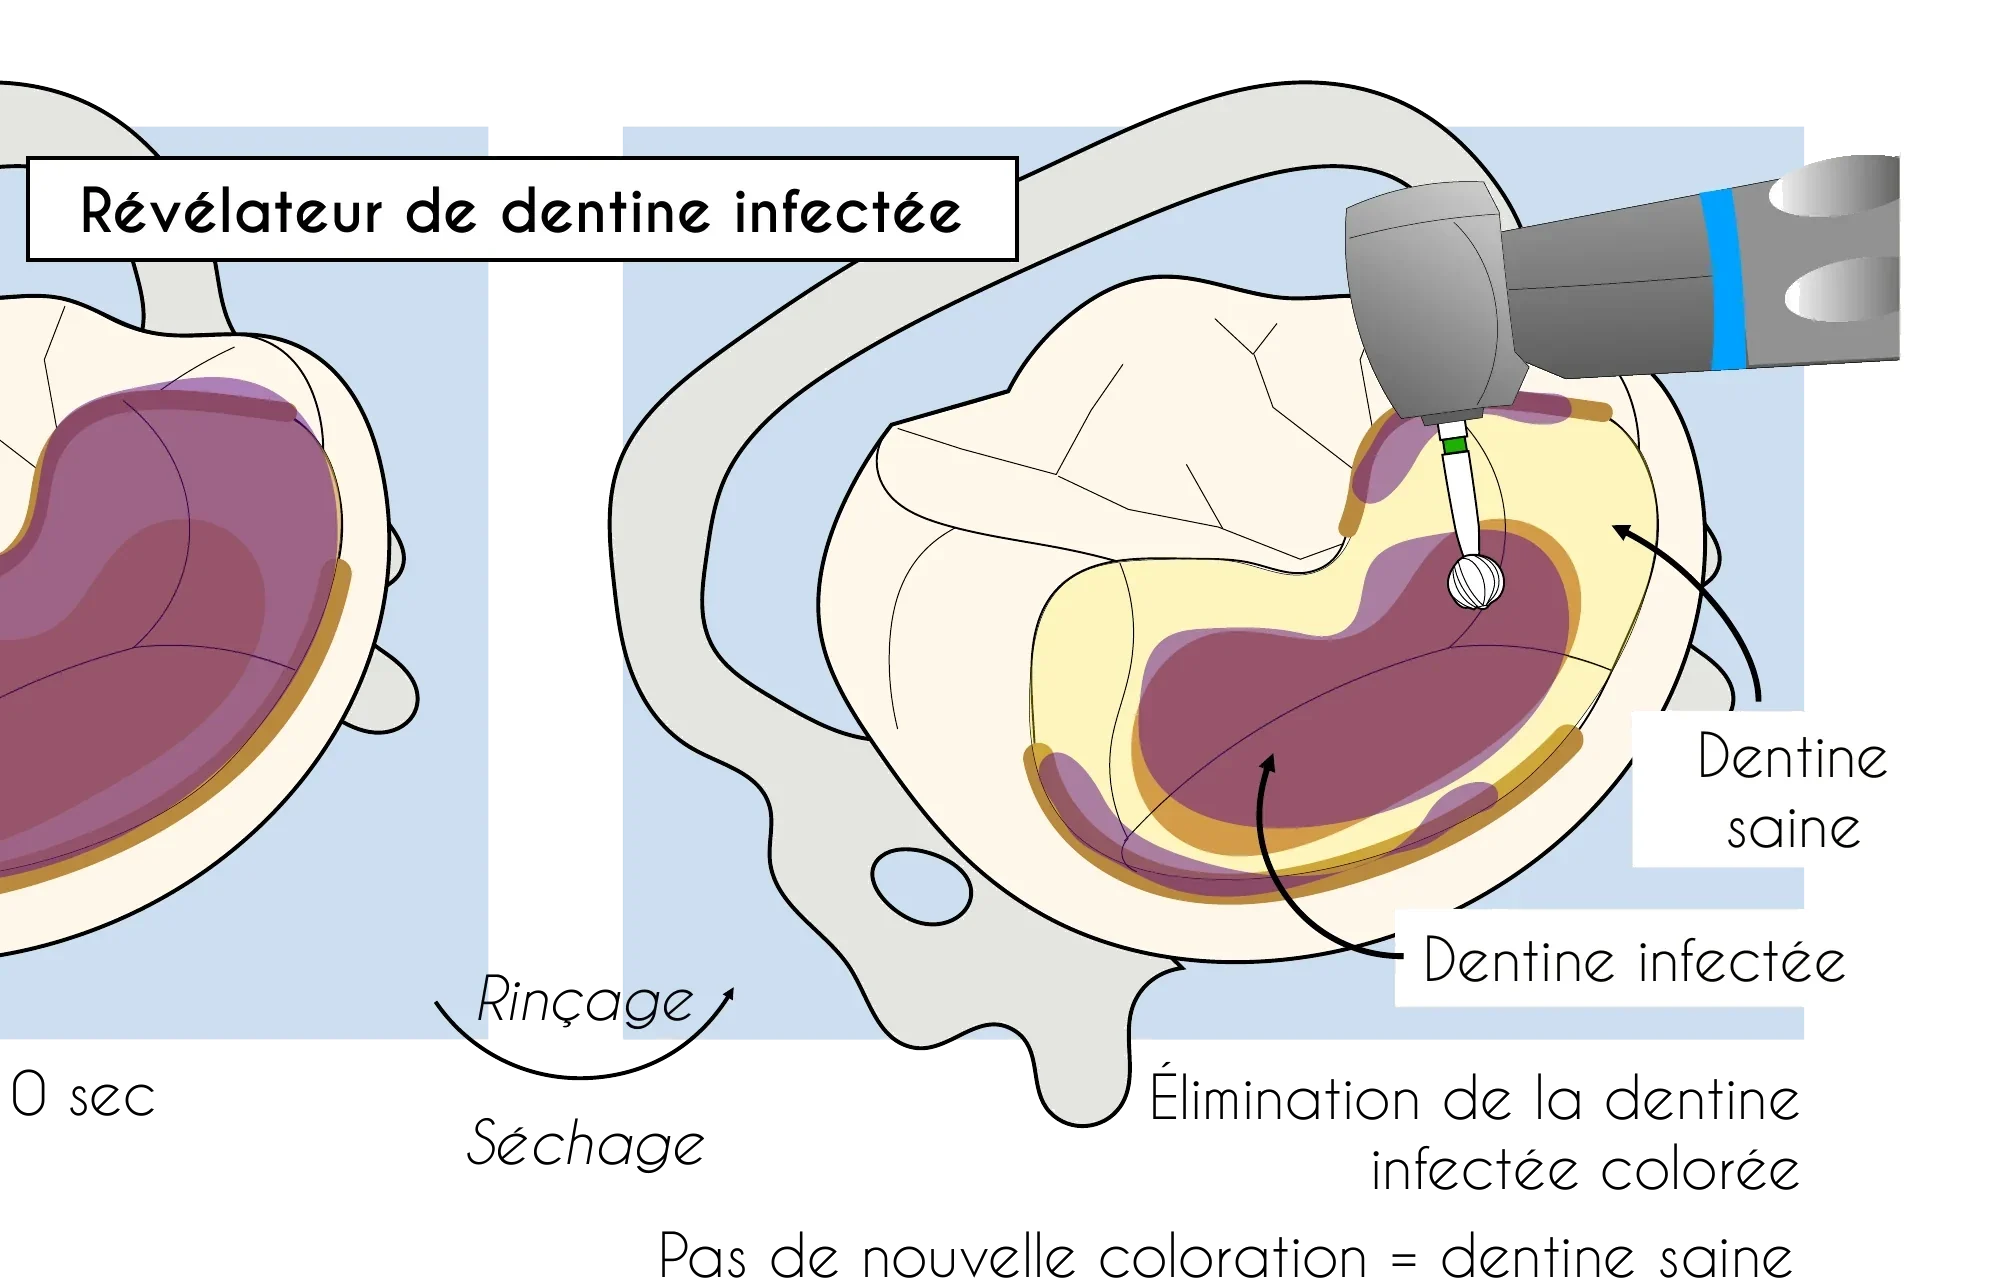 Révélateur de dentine infectée
Dentine
saine
Dentine infectée
Rinçage
Séchage
0 sec
Élimination de la dentine
infectée colorée
Pas de nouvelle coloration = dentine saine